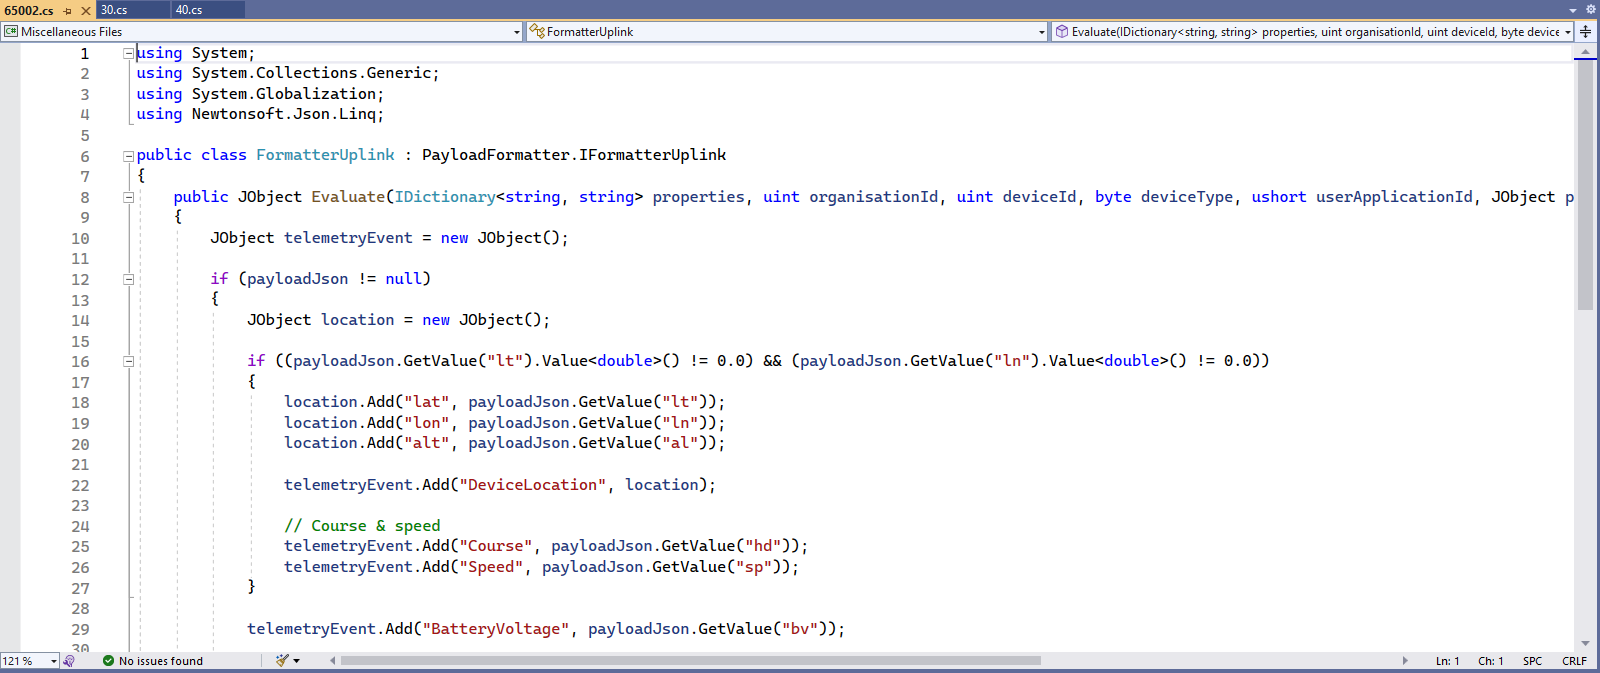 65002.cs 30.cs 40.cs
C# Miscellaneous Files FormatterUplink Evaluate(IDictionary<string, string> properties, uint organisationId, uint deviceId, byte device
1 using System;
2 using System.Collections.Generic;
3 using System.Globalization;
4 using Newtonsoft.Json.Linq;
5
6 public class FormatterUplink : PayloadFormatter.IFormatterUplink
7 {
8 public JObject Evaluate(IDictionary<string, string> properties, uint organisationId, uint deviceId, byte deviceType, ushort userApplicationId, JObject p
9 {
10 JObject telemetryEvent = new JObject();
11
12 if (payloadJson != null)
13 {
14 JObject location = new JObject();
15
16 if ((payloadJson.GetValue("lt").Value<double>() != 0.0) && (payloadJson.GetValue("ln").Value<double>() != 0.0))
17 {
18 location.Add("lat", payloadJson.GetValue("lt"));
19 location.Add("lon", payloadJson.GetValue("ln"));
20 location.Add("alt", payloadJson.GetValue("al"));
21
22 telemetryEvent.Add("DeviceLocation", location);
23
24 // Course & speed
25 telemetryEvent.Add("Course", payloadJson.GetValue("hd"));
26 telemetryEvent.Add("Speed", payloadJson.GetValue("sp"));
27 }
28
29 telemetryEvent.Add("BatteryVoltage", payloadJson.GetValue("bv"));
30
121 % No issues found Ln: 1 Ch: 1 SPC CRLF